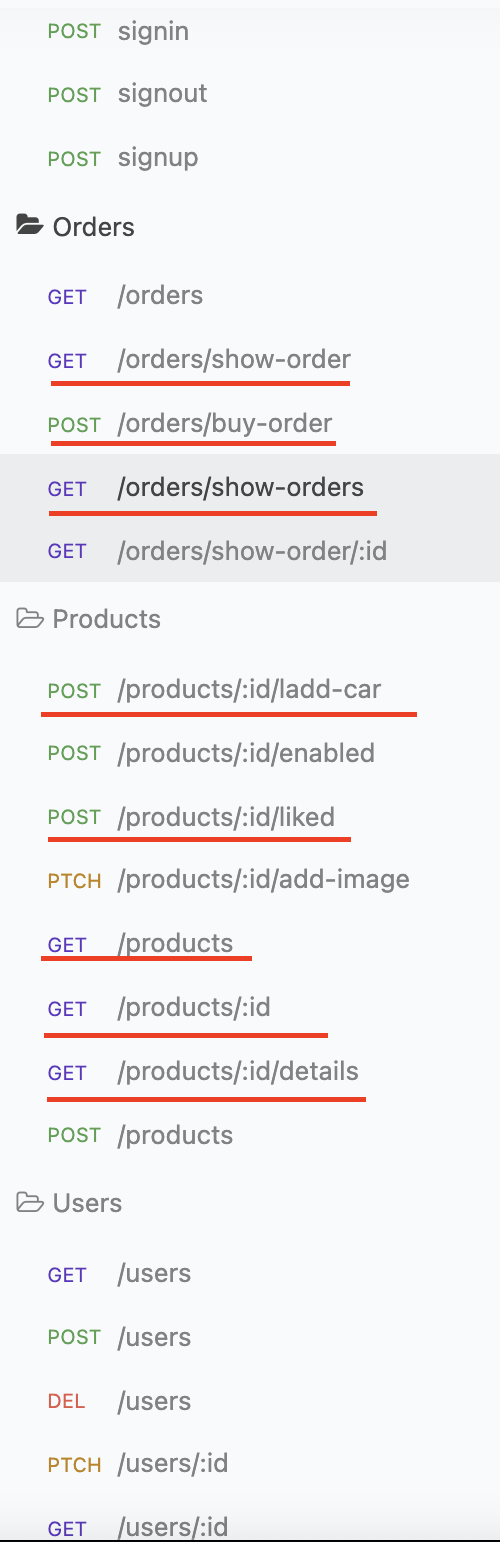 POST signin
POST signout
POST signup
Orders
GET /orders
GET /orders/show-order
POST /orders/buy-order
GET /orders/show-orders
GET /orders/show-order/:id
Products
POST /products/:id/ladd-car
POST /products/:id/enabled
POST /products/:id/liked
PTCH /products/:id/add-image
GET /products
GET /products/:id
GET /products/:id/details
POST /products
Users
GET /users
POST /users
DEL /users
PTCH /users/:id
GET /users/:id